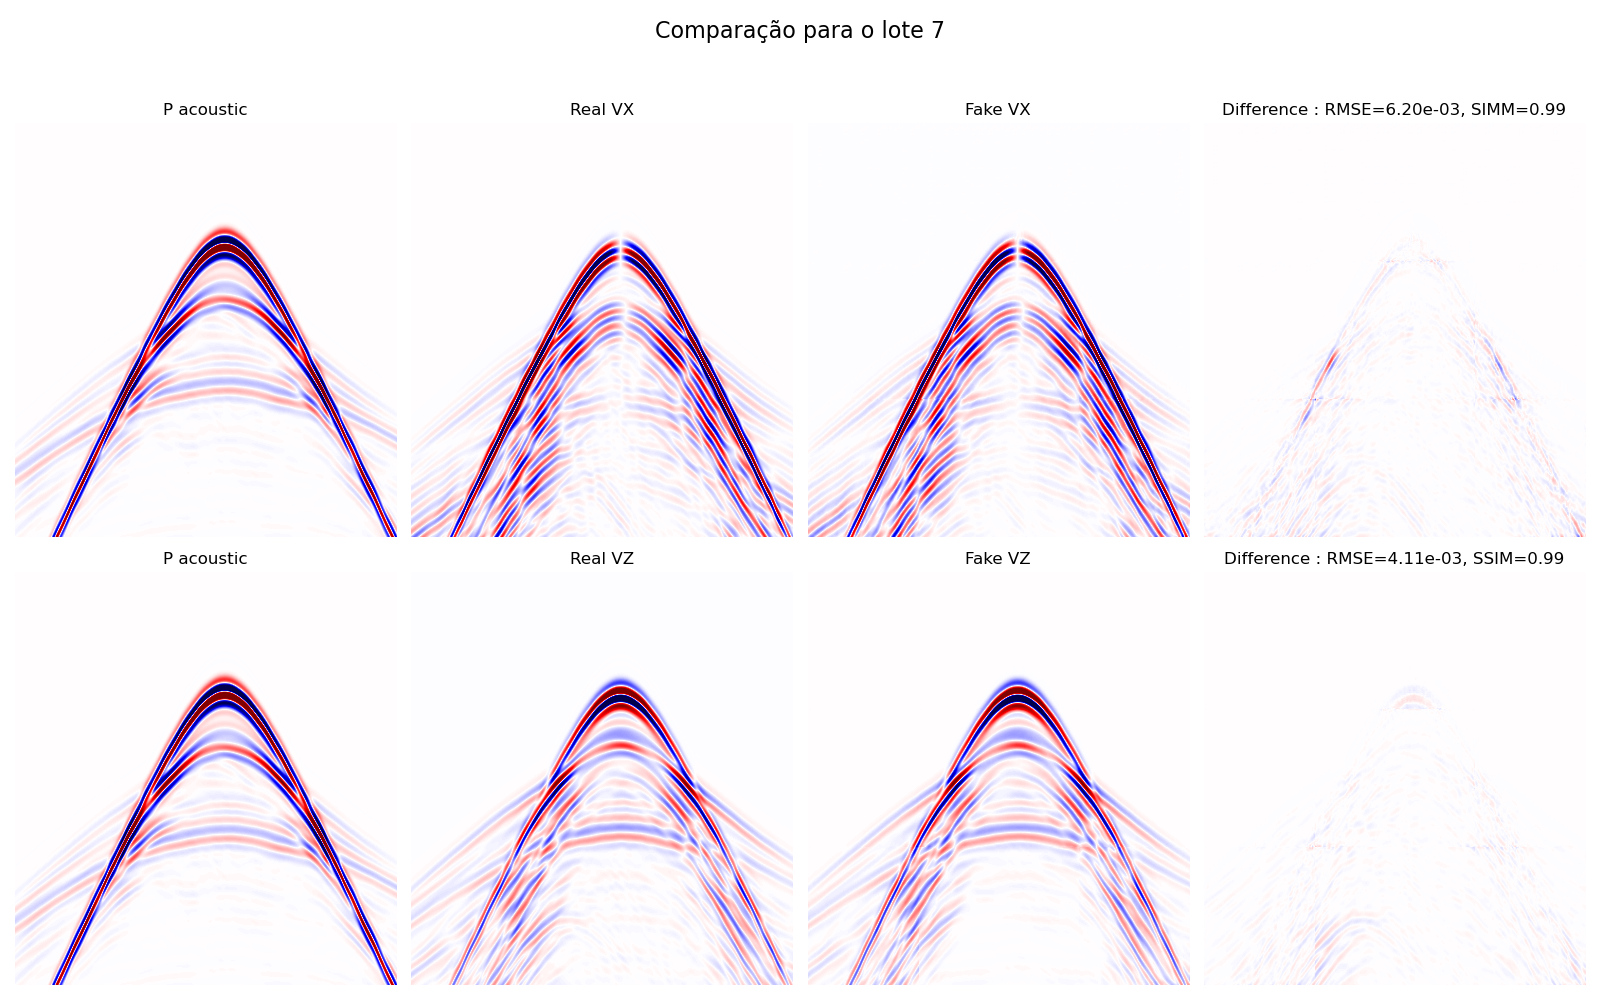 Comparação para o lote 7
P acoustic
Real VX
Fake VX
Difference : RMSE=6.20e-03, SIMM=0.99
P acoustic
Real VZ
Fake VZ
Difference : RMSE=4.11e-03, SSIM=0.99